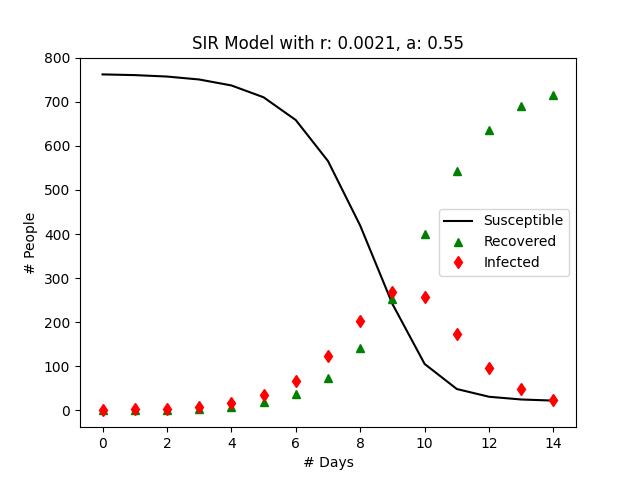 SIR Model with r: 0.0021, a: 0.55
800
700
600
500
400
300
200
100
0
# People
Susceptible
Recovered
Infected
0 2 4 6 8 10 12 14
# Days